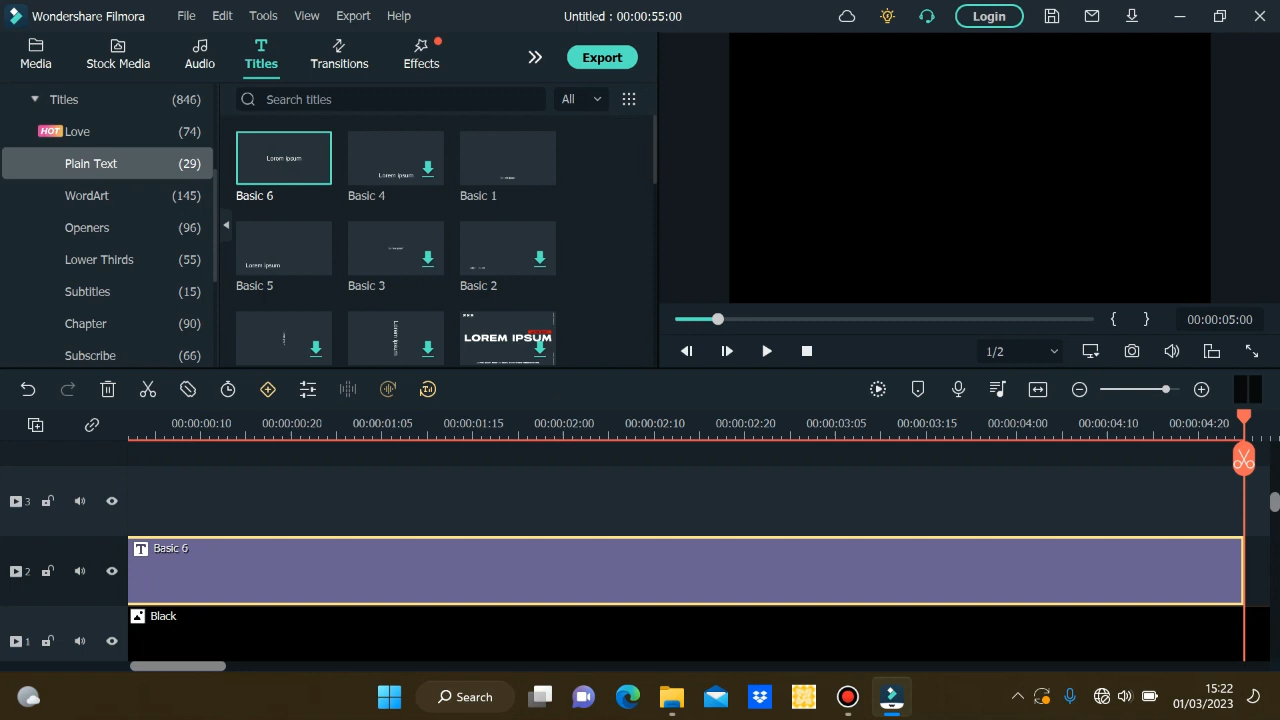 Wondershare Filmora
File Edit Tools View Export Help
Untitled : 00:00:55:00
Login
Media Stock Media Audio Titles Transitions Effects
Export
Titles (846)
HOT Love (74)
Plain Text (29)
WordArt (145)
Openers (96)
Lower Thirds (55)
Subtitles (15)
Chapter (90)
Subscribe (66)
Search titles
All
Lorem ipsum
Lorem ipsum
Basic 6 Basic 4 Basic 1
Lorem ipsum
Basic 5 Basic 3 Basic 2
Lorem ipsum
LOREM IPSUM
00:00:05:00
1/2
00:00:00:10 00:00:00:20 00:00:01:05 00:00:01:15 00:00:02:00 00:00:02:10 00:00:02:20 00:00:03:05 00:00:03:15 00:00:04:00 00:00:04:10 00:00:04:20
3
T Basic 6
2
Black
1
Search
15:22
01/03/2023